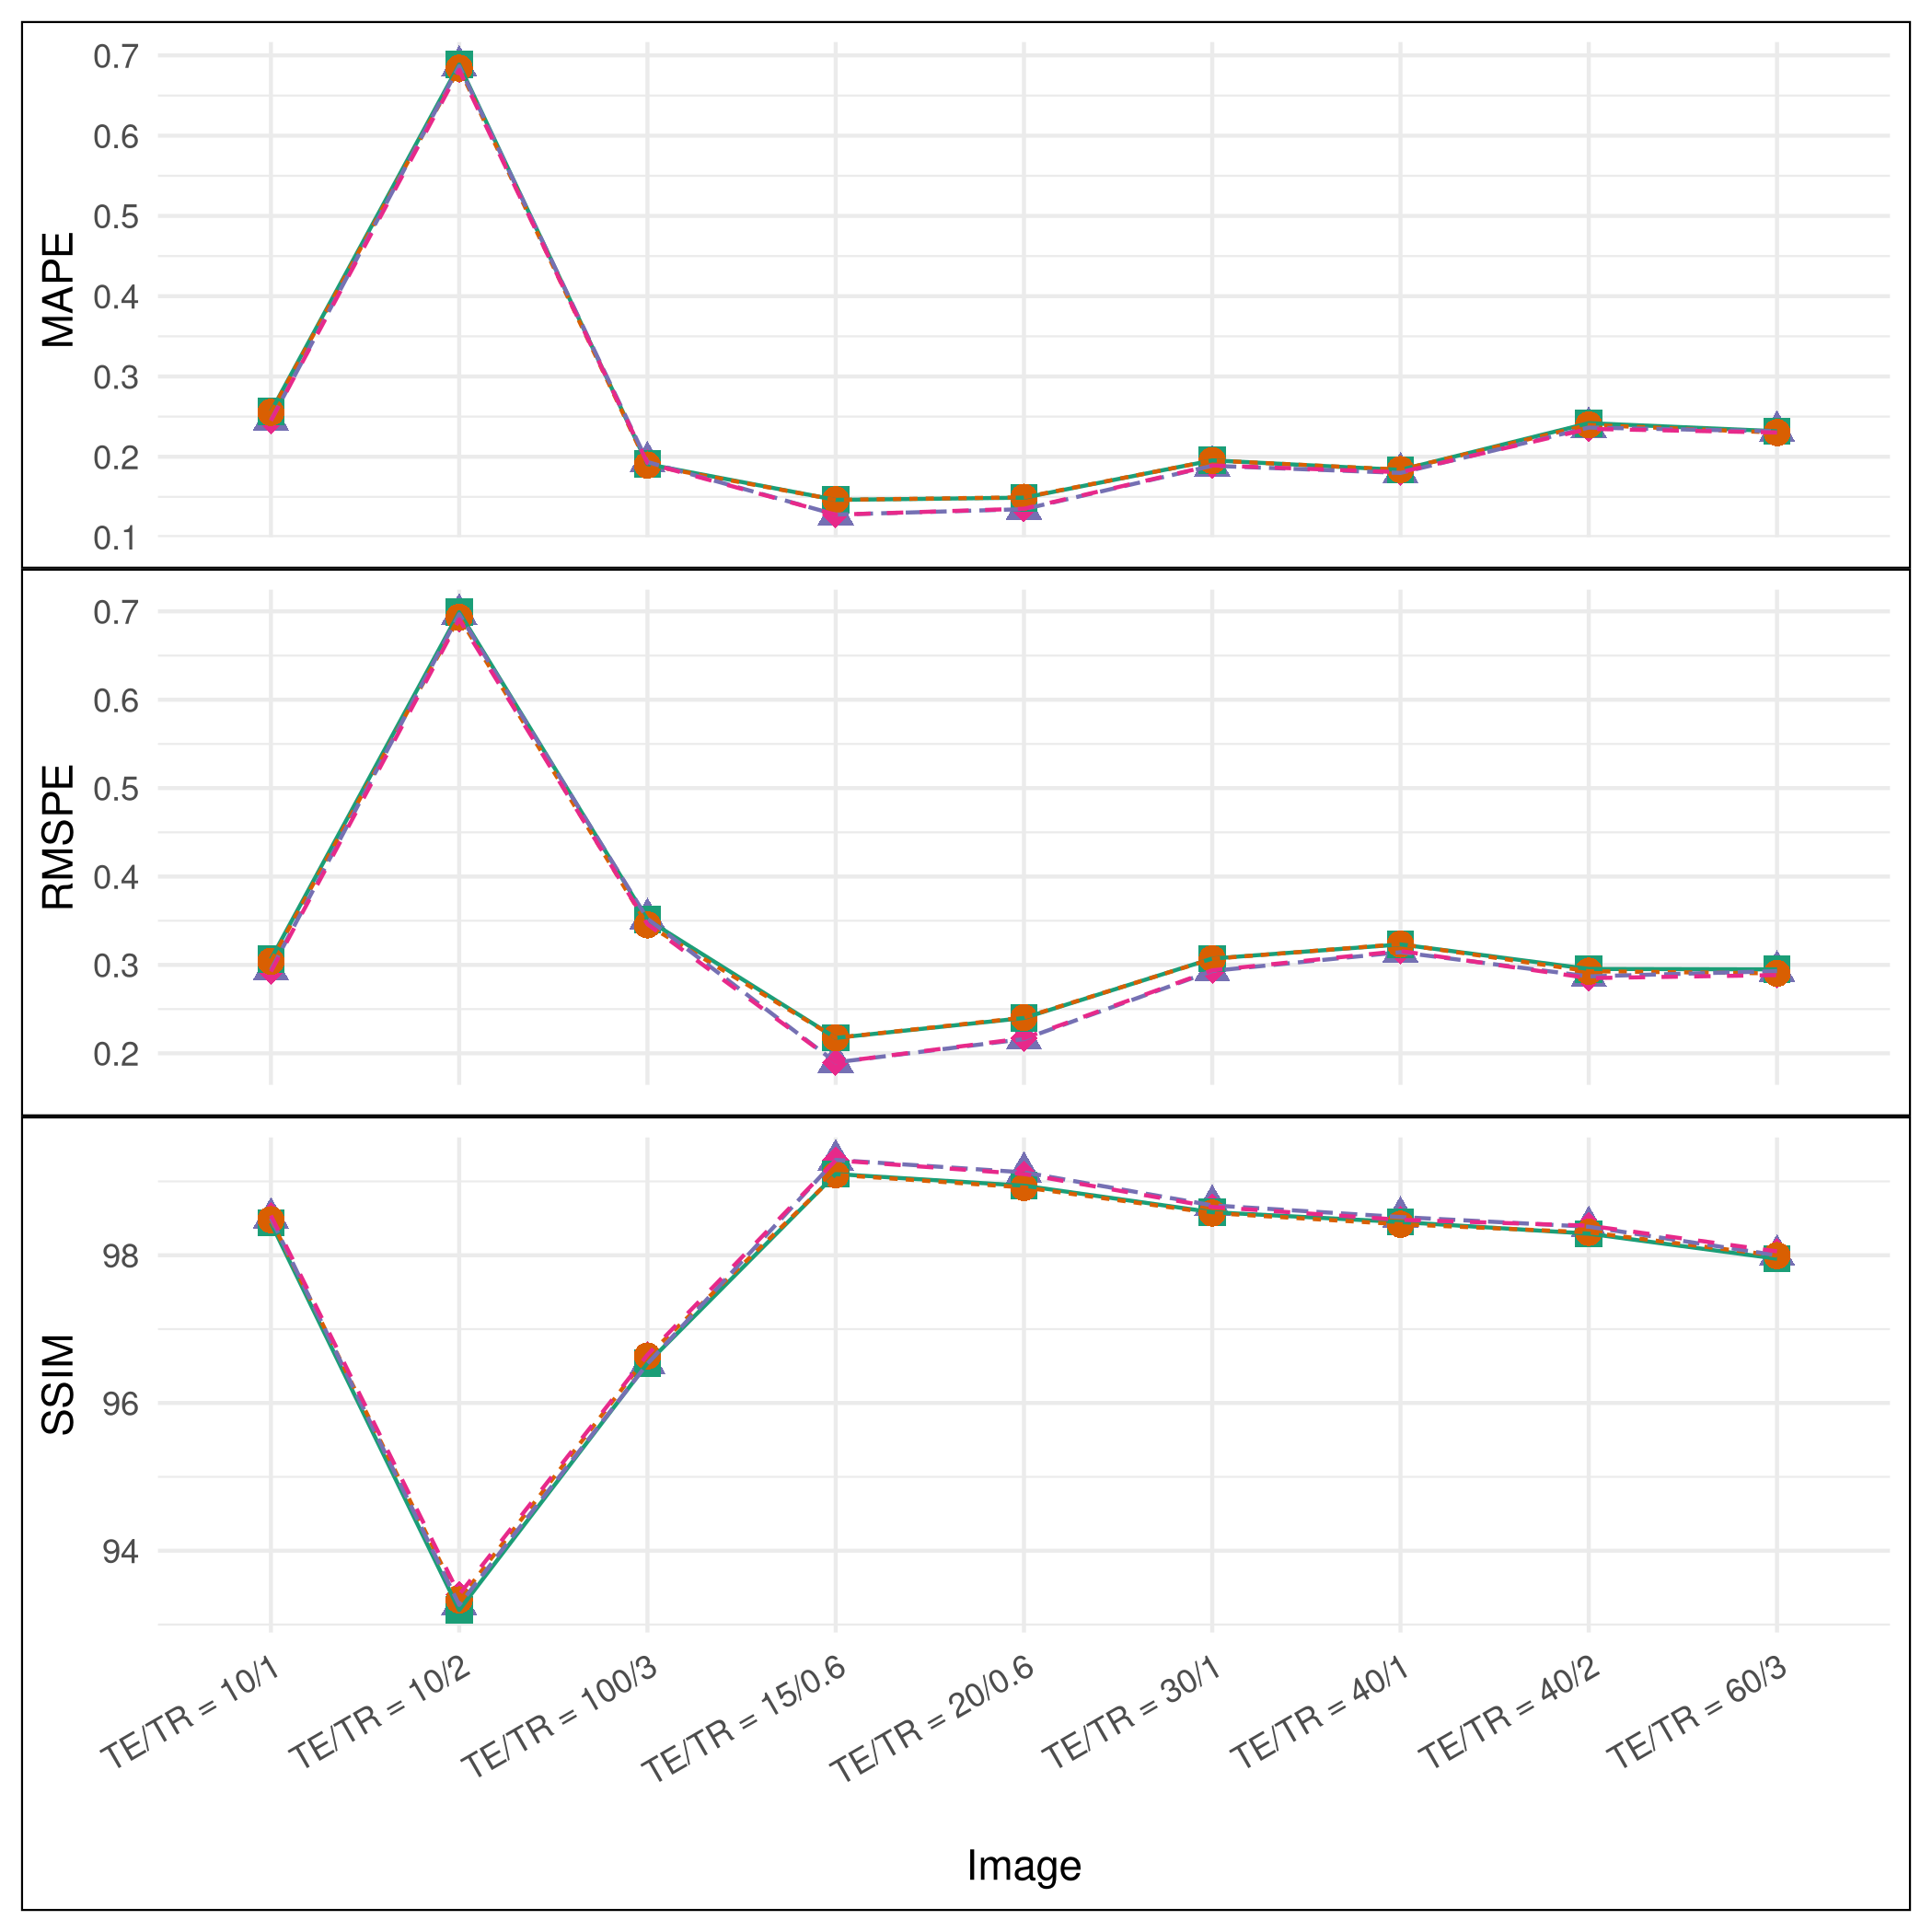 MAPE
0.7
0.6
0.5
0.4
0.3
0.2
0.1
RMSPE
0.7
0.6
0.5
0.4
0.3
0.2
SSIM
98
96
94
TE/TR = 10/1
TE/TR = 10/2
TE/TR = 100/3
TE/TR = 15/0.6
TE/TR = 20/0.6
TE/TR = 30/1
TE/TR = 40/1
TE/TR = 40/2
TE/TR = 60/3
Image